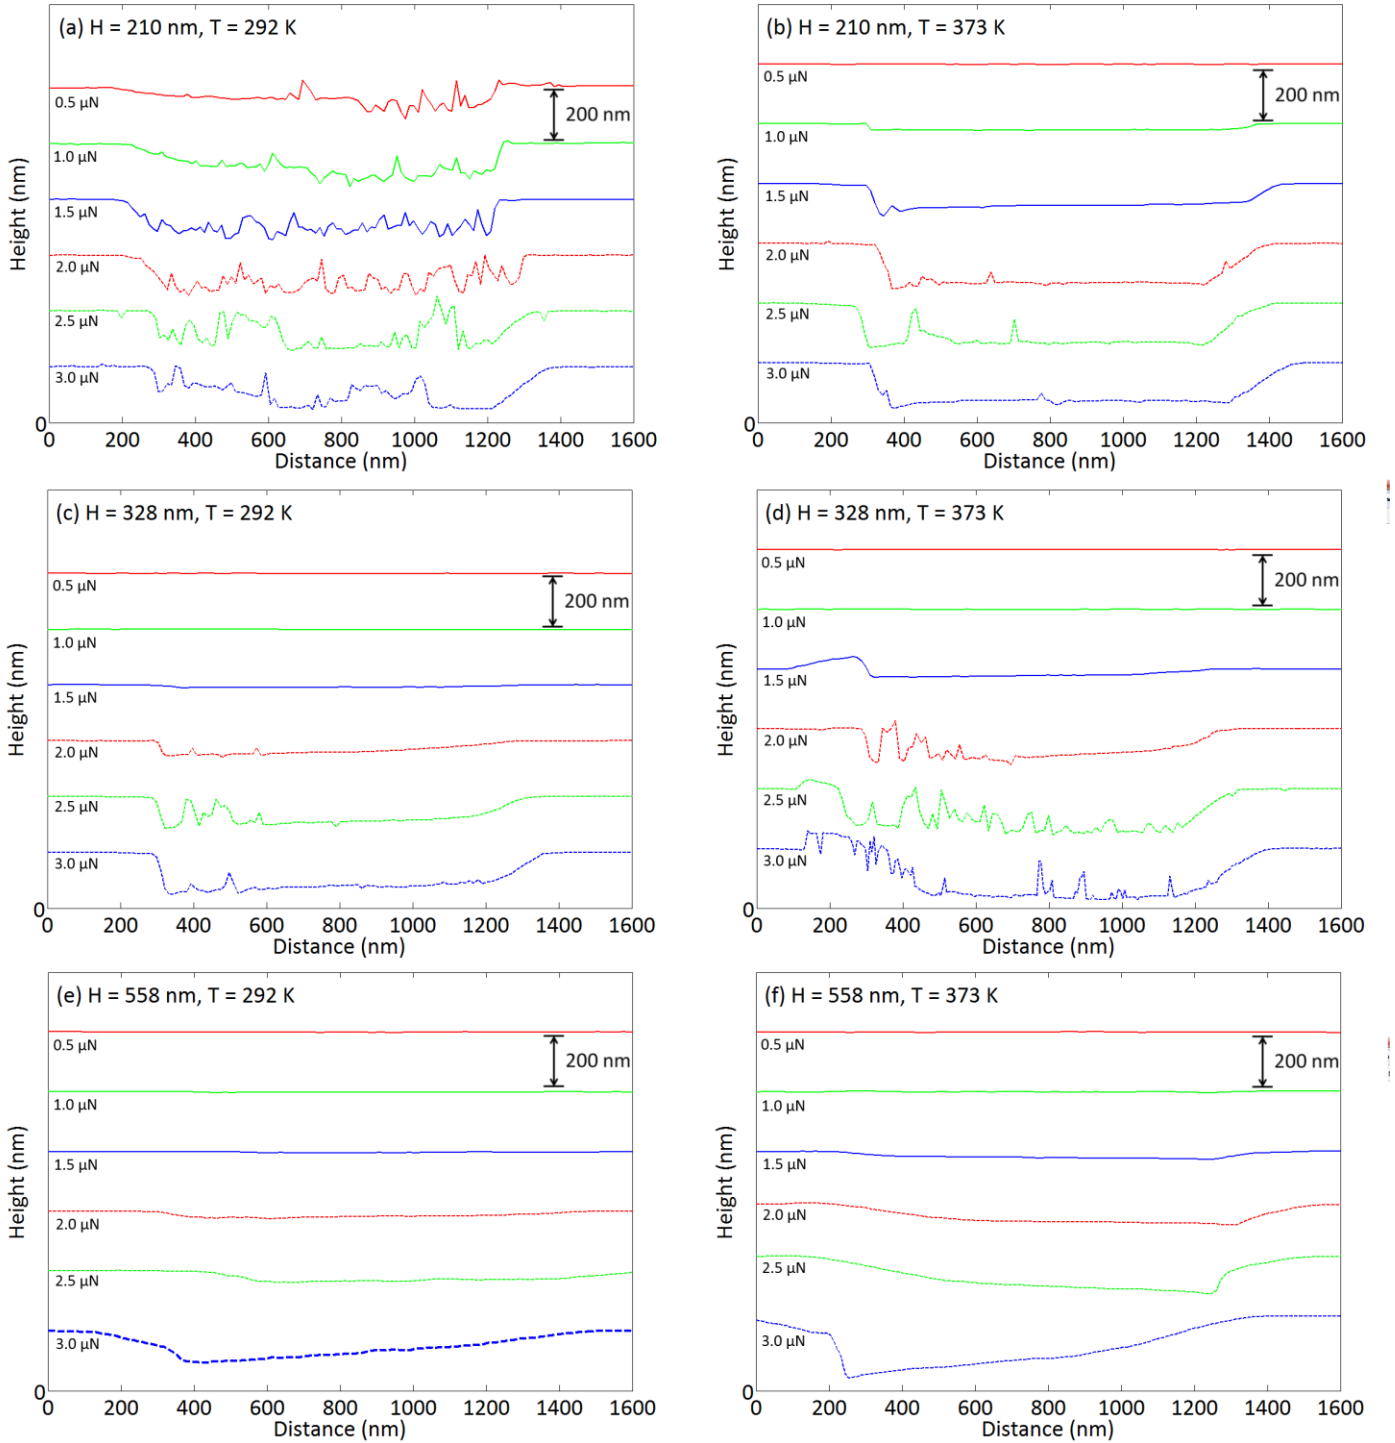 (a) H = 210 nm, T = 292 K
0.5 µN
200 nm
1.0 µN
1.5 µN
2.0 µN
2.5 µN
3.0 µN
Height (nm)
0
0 200 400 600 800 1000 1200 1400 1600
Distance (nm)
(b) H = 210 nm, T = 373 K
0.5 µN
200 nm
1.0 µN
1.5 µN
2.0 µN
2.5 µN
3.0 µN
Height (nm)
0
0 200 400 600 800 1000 1200 1400 1600
Distance (nm)
(c) H = 328 nm, T = 292 K
0.5 µN
200 nm
1.0 µN
1.5 µN
2.0 µN
2.5 µN
3.0 µN
Height (nm)
0
0 200 400 600 800 1000 1200 1400 1600
Distance (nm)
(d) H = 328 nm, T = 373 K
0.5 µN
200 nm
1.0 µN
1.5 µN
2.0 µN
2.5 µN
3.0 µN
Height (nm)
0
0 200 400 600 800 1000 1200 1400 1600
Distance (nm)
(e) H = 558 nm, T = 292 K
0.5 µN
200 nm
1.0 µN
1.5 µN
2.0 µN
2.5 µN
3.0 µN
Height (nm)
0
0 200 400 600 800 1000 1200 1400 1600
Distance (nm)
(f) H = 558 nm, T = 373 K
0.5 µN
200 nm
1.0 µN
1.5 µN
2.0 µN
2.5 µN
3.0 µN
Height (nm)
0
0 200 400 600 800 1000 1200 1400 1600
Distance (nm)